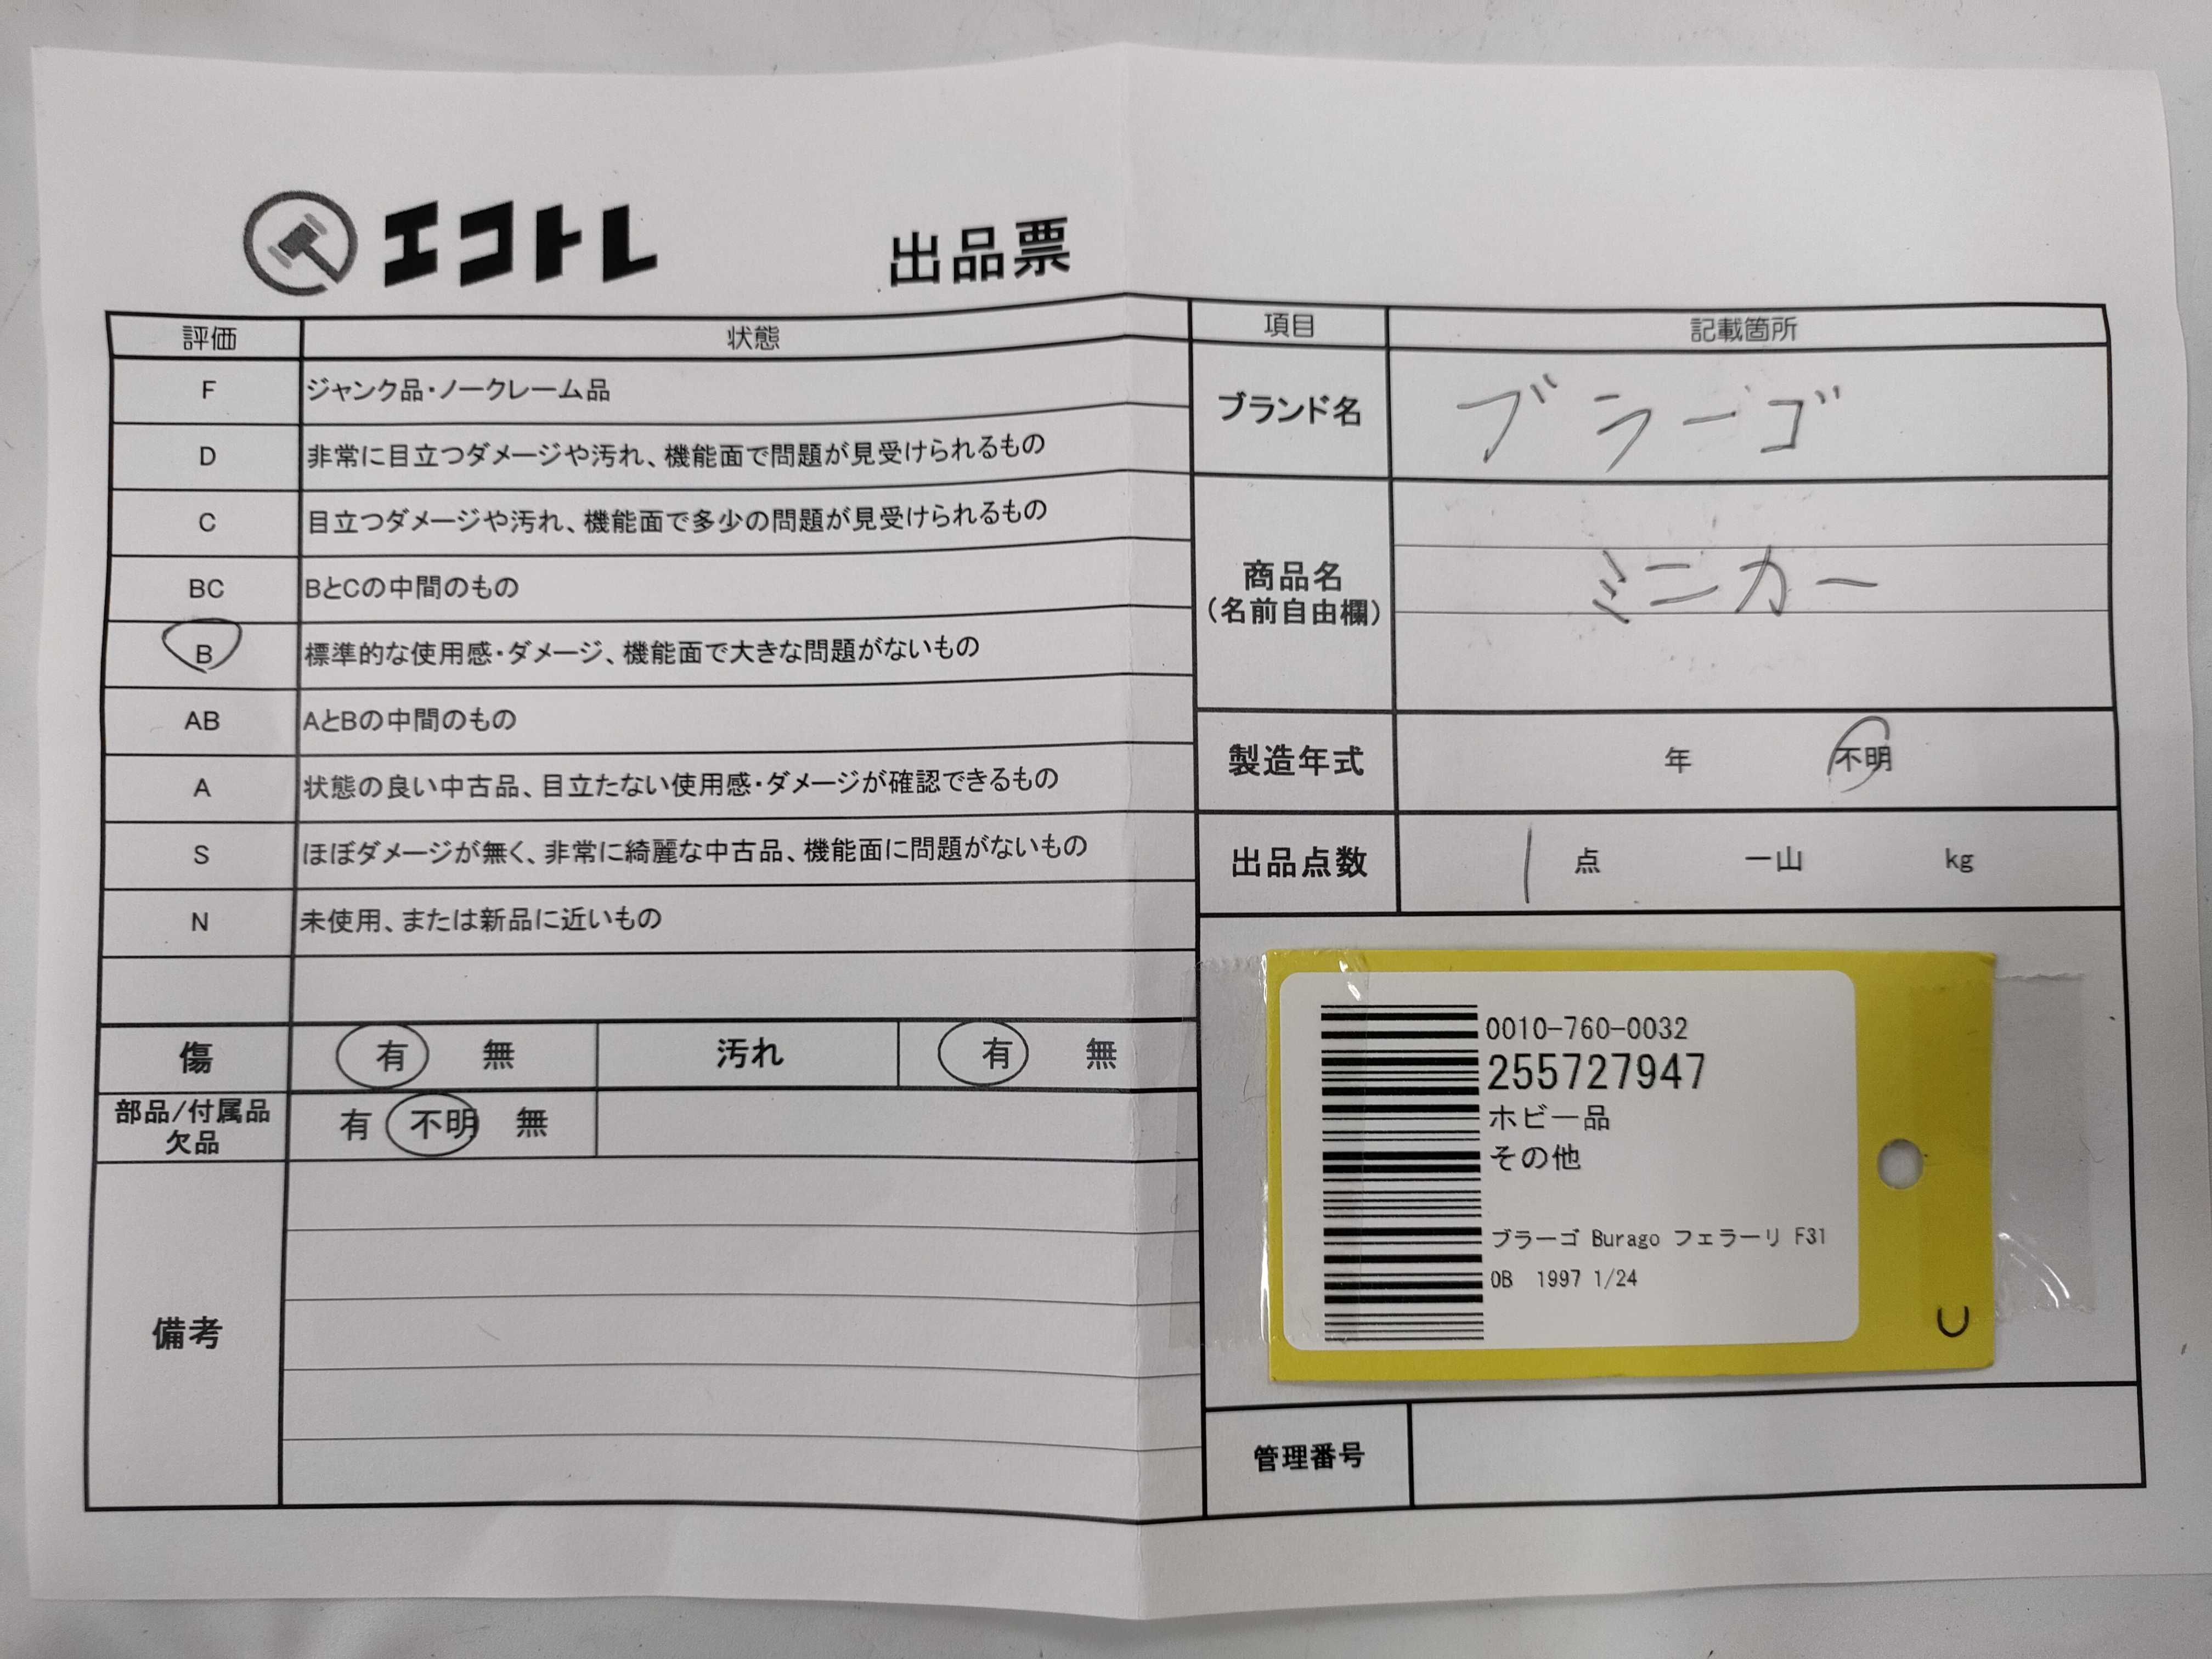 エコトレ 出品票
評価 状態
F ジャンク品・ノークレーム品
D 非常に目立つダメージや汚れ、機能面で問題が見受けられるもの
C 目立つダメージや汚れ、機能面で多少の問題が見受けられるもの
BC BとCの中間のもの
B 標準的な使用感・ダメージ、機能面で大きな問題がないもの
AB AとBの中間のもの
A 状態の良い中古品、目立たない使用感・ダメージが確認できるもの
S ほぼダメージが無く、非常に綺麗な中古品、機能面に問題がないもの
N 未使用、または新品に近いもの
傷 有 無 汚れ 有 無
部品/付属品
欠品
有 不明 無
備考
項目 記載箇所
ブランド名 ブラーゴ
商品名
(名前自由欄)
ミニカー
製造年式 年 不明
出品点数 1 点 一山 kg
0010-760-0032
255727947
ホビー品
その他
ブラーゴ Burago フェラーリ F31
0B 1997 1/24
U
管理番号